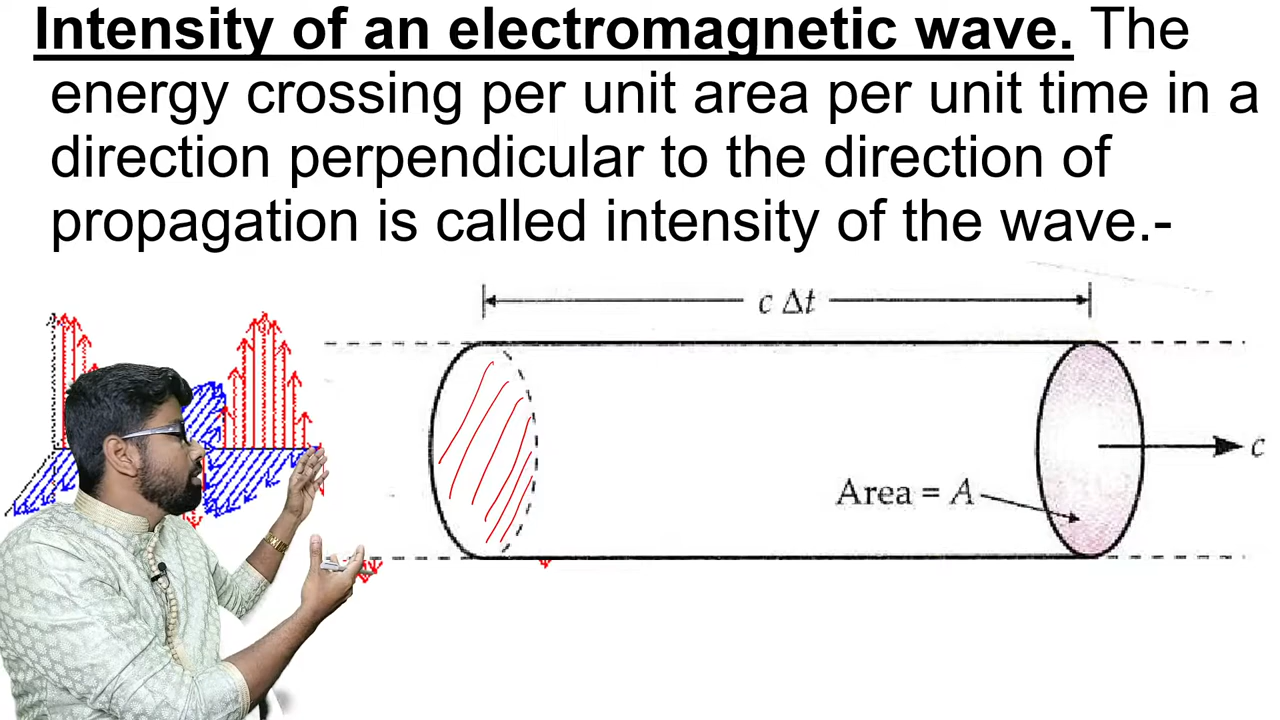 Intensity of an electromagnetic wave. The
energy crossing per unit area per unit time in a
direction perpendicular to the direction of
propagation is called intensity of the wave.-
c Δt
c
Area = A